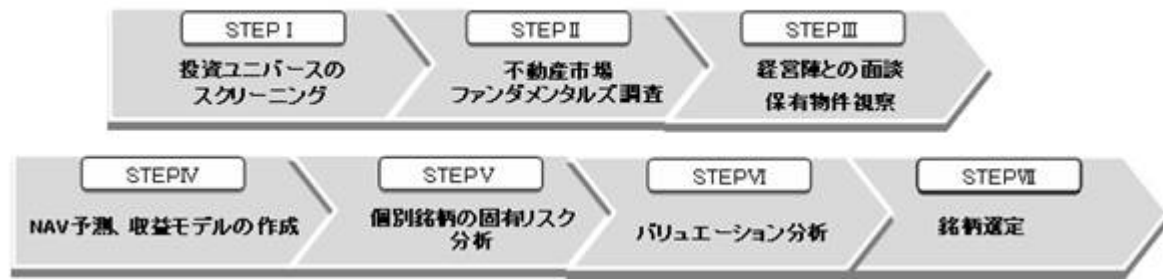 STEPⅠ
投資ユニバースの
スクリーニング
STEPⅡ
不動産市場
ファンダメンタルズ調査
STEPⅢ
経営陣との面談
保有物件視察
STEPⅣ
NAV予測、収益モデルの作成
STEPⅤ
個別銘柄の固有リスク
分析
STEPⅥ
バリュエーション分析
STEPⅦ
銘柄選定